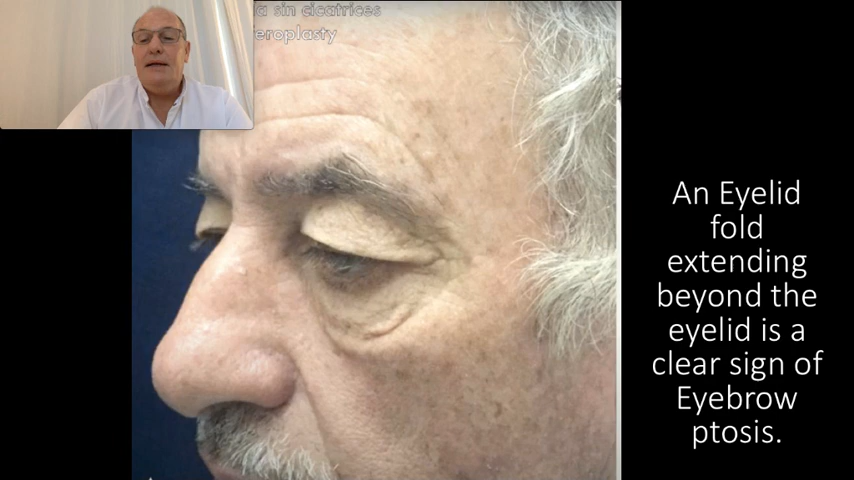 a sin cicatrices
eroplasty
An Eyelid
fold
extending
beyond the
eyelid is a
clear sign of
Eyebrow
ptosis.